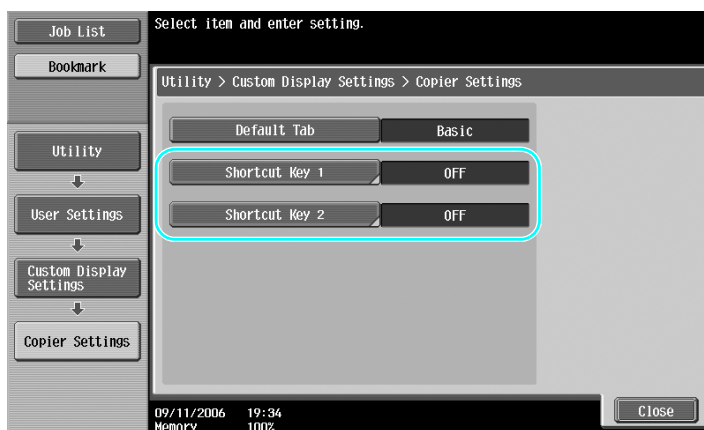 Job List
Bookmark
Select item and enter setting.
Utility > Custom Display Settings > Copier Settings
Utility
User Settings
Custom Display
Settings
Copier Settings
Default Tab Basic
Shortcut Key 1 OFF
Shortcut Key 2 OFF
09/11/2006 19:34
Memory 100%
Close